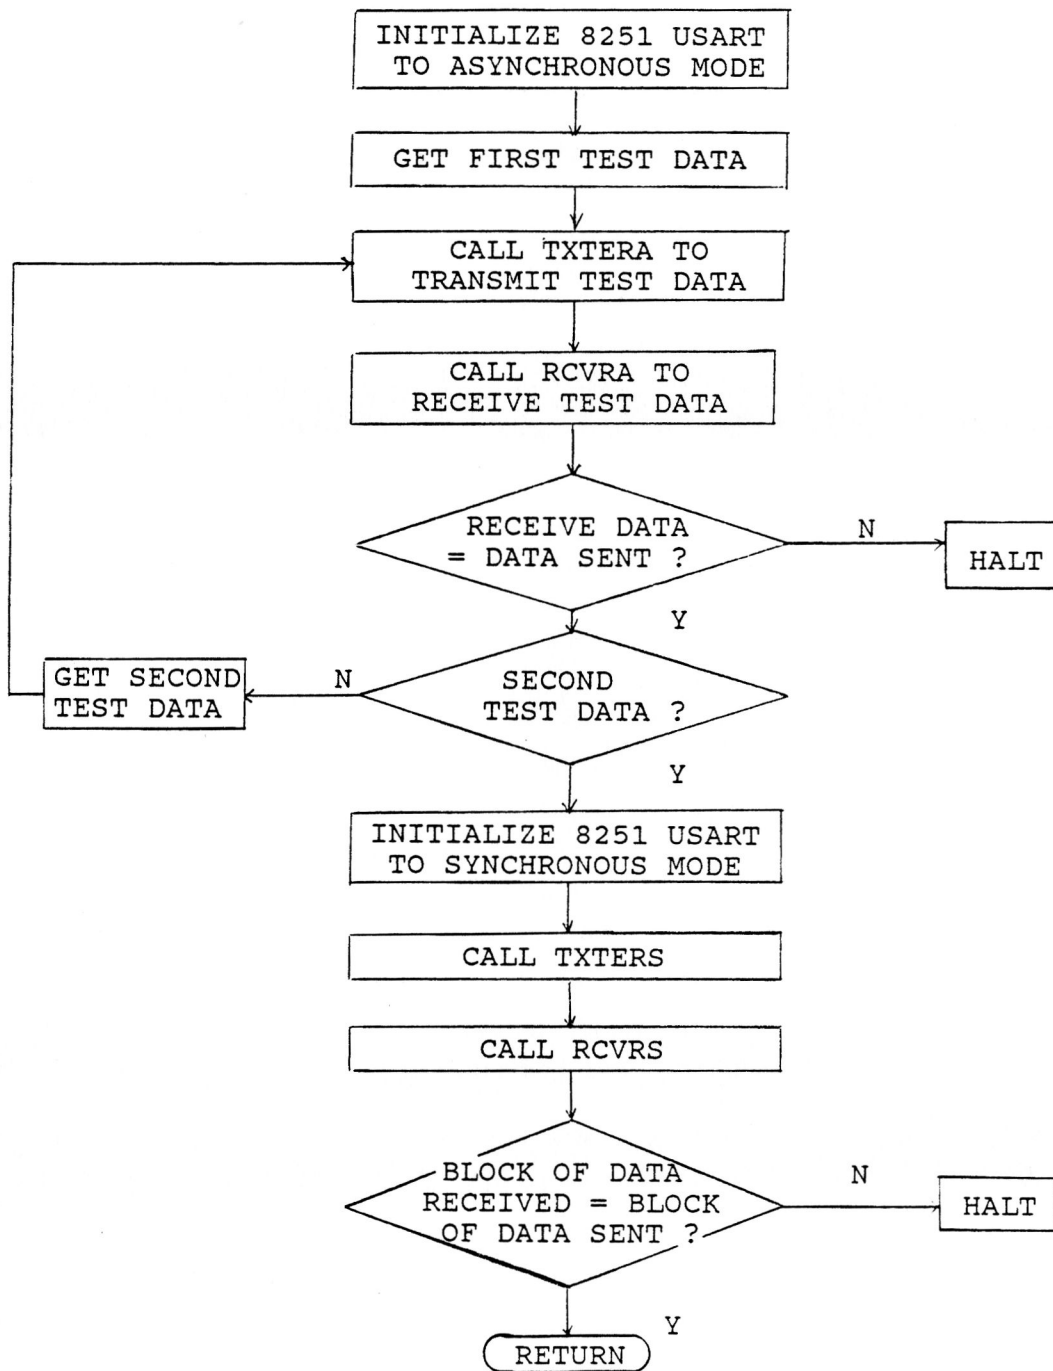 INITIALIZE 8251 USART
TO ASYNCHRONOUS MODE
GET FIRST TEST DATA
CALL TXTERA TO
TRANSMIT TEST DATA
CALL RCVRA TO
RECEIVE TEST DATA
RECEIVE DATA
= DATA SENT ?
N
HALT
Y
SECOND
TEST DATA ?
N
GET SECOND
TEST DATA
Y
INITIALIZE 8251 USART
TO SYNCHRONOUS MODE
CALL TXTERS
CALL RCVRS
BLOCK OF DATA
RECEIVED = BLOCK
OF DATA SENT ?
N
HALT
Y
RETURN